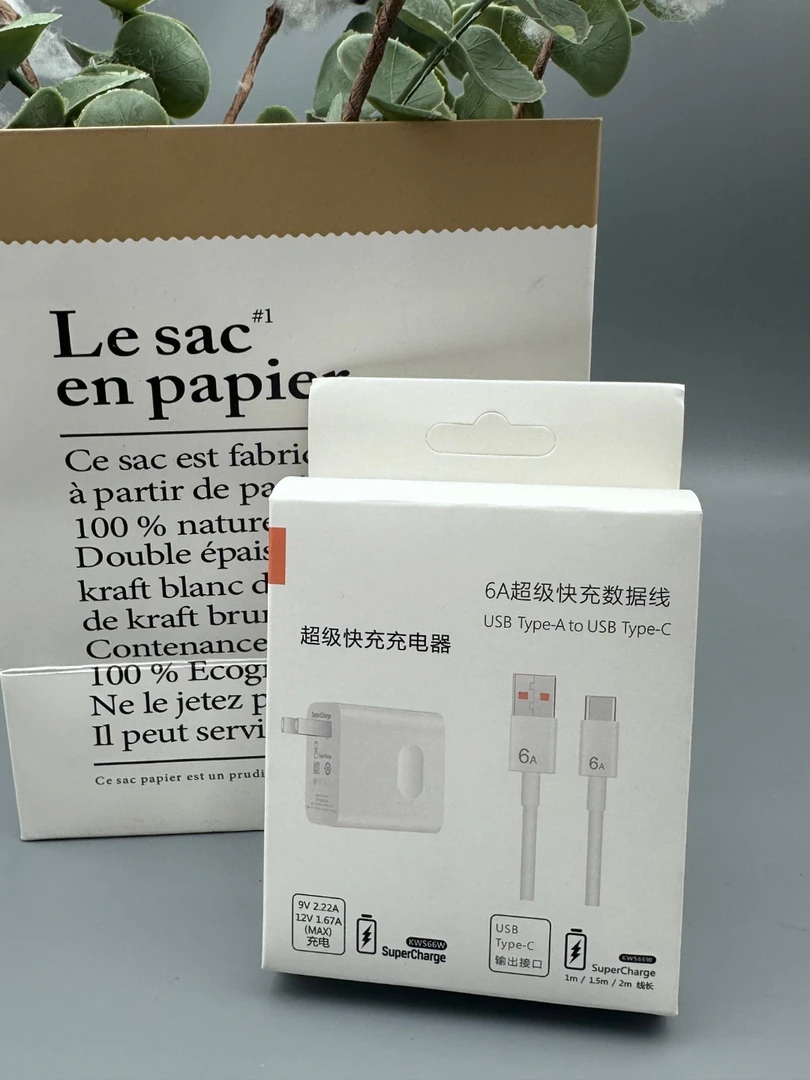 Le sac #1
en papier
Ce sac est fabric
à partir de pa
100 % nature
Double épais
kraft blanc d
de kraft brun
Contenance
100 % Ecog
Ne le jetez p
Il peut servi
Ce sac papier est un prudi
6A超级快充数据线
USB Type-A to USB Type-C
超级快充充电器
SuperCharge
6A
6A
9V 2.22A
12V 1.67A
(MAX)
充电
KWS66W
SuperCharge
USB
Type-C
输出接口
KWS66W
SuperCharge
1m / 1.5m / 2m 线长